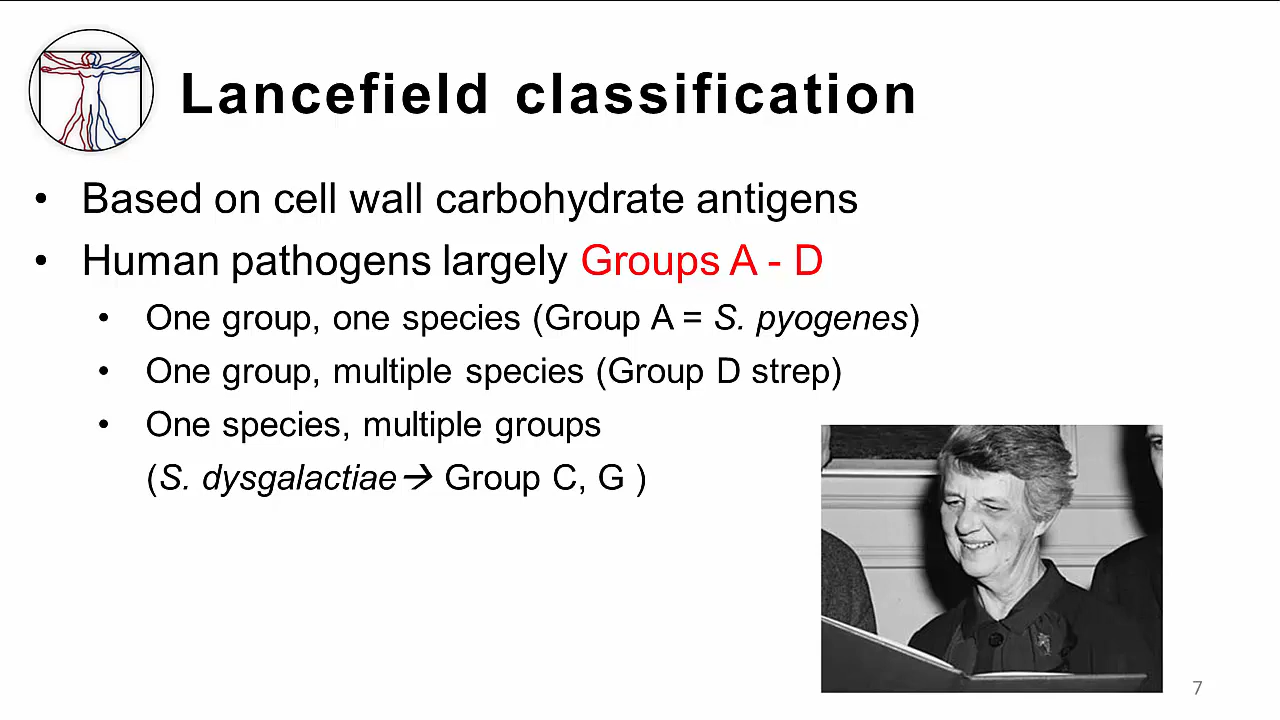 Lancefield classification
• Based on cell wall carbohydrate antigens
• Human pathogens largely Groups A - D
• One group, one species (Group A = S. pyogenes)
• One group, multiple species (Group D strep)
• One species, multiple groups
(S. dysgalactiae→ Group C, G )
7